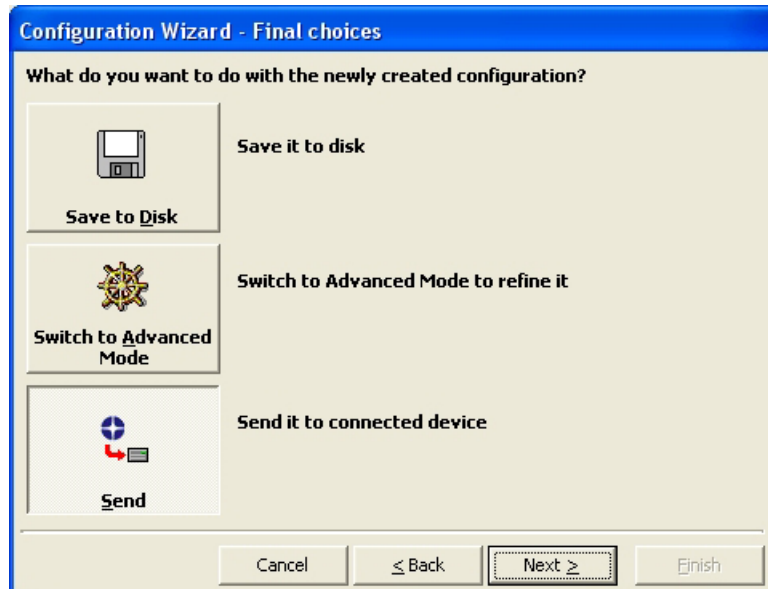 Configuration Wizard - Final choices
What do you want to do with the newly created configuration?
Save to Disk
Save it to disk
Switch to Advanced
Mode
Switch to Advanced Mode to refine it
Send
Send it to connected device
Cancel
< Back
Next >
Finish